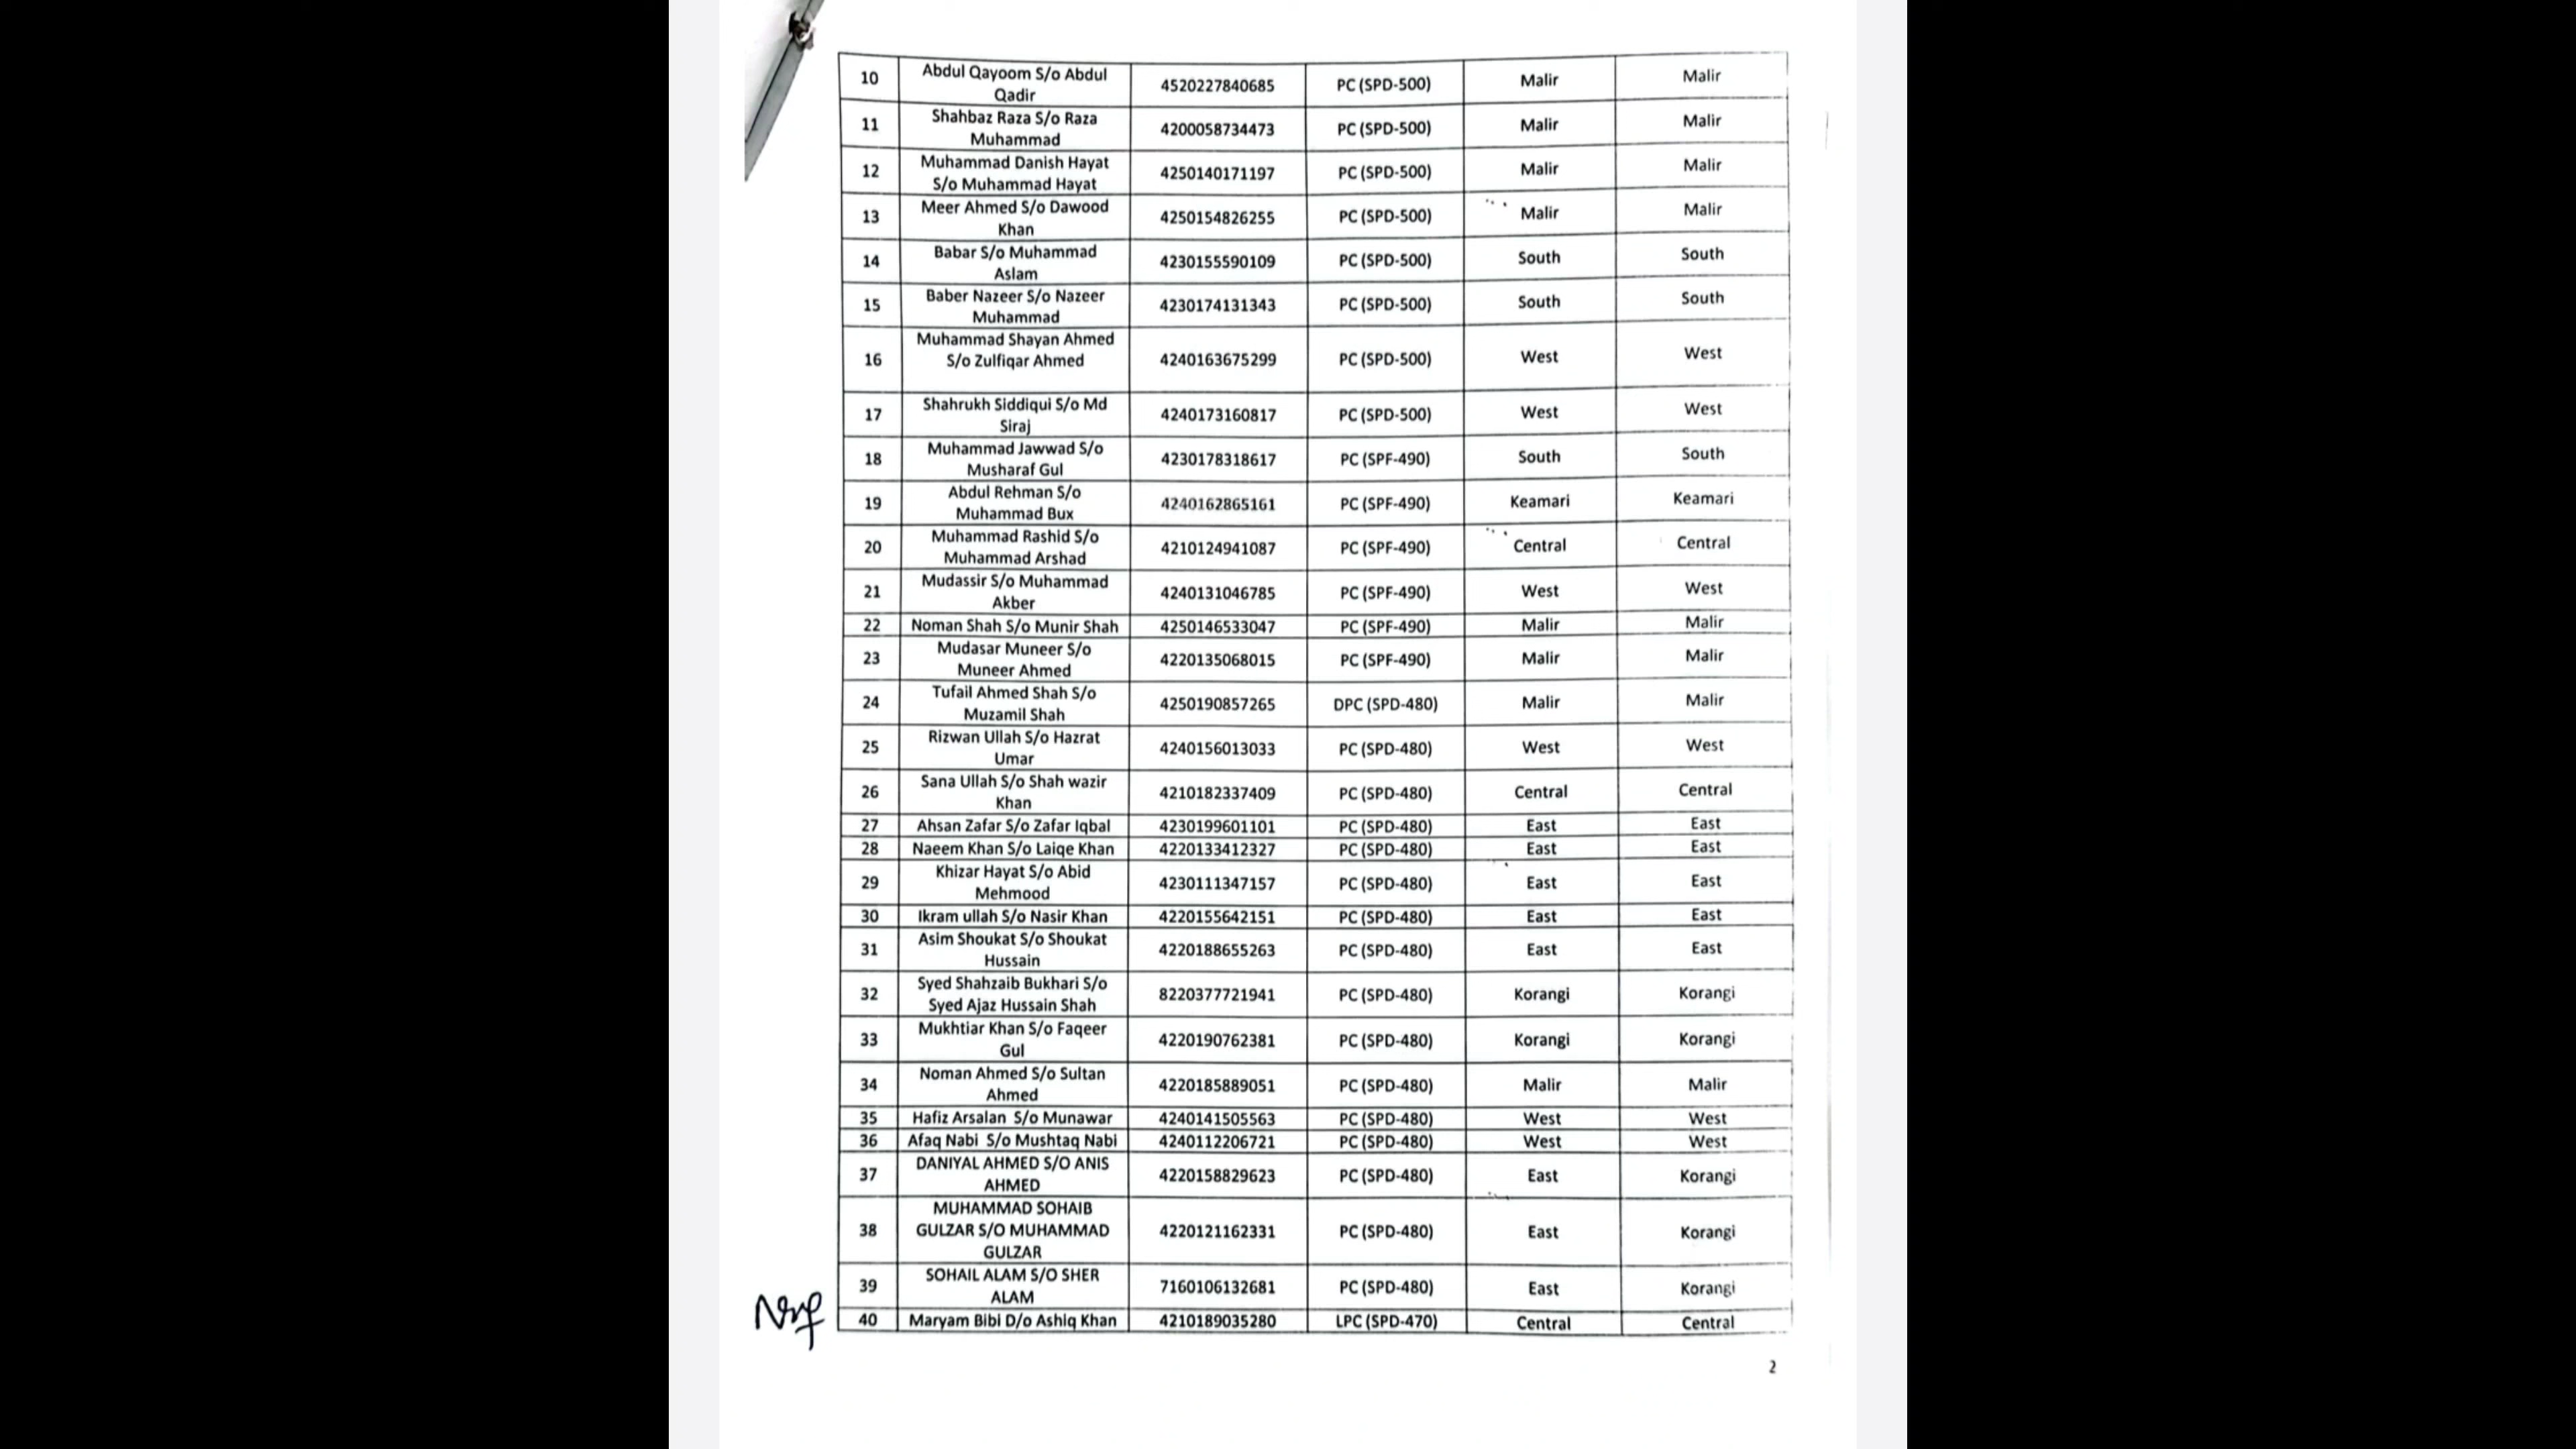 10 Abdul Qayoom S/o Abdul Qadir 4520227840685 PC (SPD-500) Malir Malir
11 Shahbaz Raza S/o Raza Muhammad 4200058734473 PC (SPD-500) Malir Malir
12 Muhammad Danish Hayat S/o Muhammad Hayat 4250140171197 PC (SPD-500) Malir Malir
13 Meer Ahmed S/o Dawood Khan 4250154826255 PC (SPD-500) Malir Malir
14 Babar S/o Muhammad Aslam 4230155590109 PC (SPD-500) South South
15 Baber Nazeer S/o Nazeer Muhammad 4230174131343 PC (SPD-500) South South
16 Muhammad Shayan Ahmed S/o Zulfiqar Ahmed 4240163675299 PC (SPD-500) West West
17 Shahrukh Siddiqui S/o Md Siraj 4240173160817 PC (SPD-500) West West
18 Muhammad Jawwad S/o Musharaf Gul 4230178318617 PC (SPF-490) South South
19 Abdul Rehman S/o Muhammad Bux 4240162865161 PC (SPF-490) Keamari Keamari
20 Muhammad Rashid S/o Muhammad Arshad 4210124941087 PC (SPF-490) Central Central
21 Mudassir S/o Muhammad Akber 4240131046785 PC (SPF-490) West West
22 Noman Shah S/o Munir Shah 4250146533047 PC (SPF-490) Malir Malir
23 Mudasar Muneer S/o Muneer Ahmed 4220135068015 PC (SPF-490) Malir Malir
24 Tufail Ahmed Shah S/o Muzamil Shah 4250190857265 DPC (SPD-480) Malir Malir
25 Rizwan Ullah S/o Hazrat Umar 4240156013033 PC (SPD-480) West West
26 Sana Ullah S/o Shah wazir Khan 4210182337409 PC (SPD-480) Central Central
27 Ahsan Zafar S/o Zafar Iqbal 4230199601101 PC (SPD-480) East East
28 Naeem Khan S/o Laiqe Khan 4220133412327 PC (SPD-480) East East
29 Khizar Hayat S/o Abid Mehmood 4230111347157 PC (SPD-480) East East
30 Ikram ullah S/o Nasir Khan 4220155642151 PC (SPD-480) East East
31 Asim Shoukat S/o Shoukat Hussain 4220188655263 PC (SPD-480) East East
32 Syed Shahzaib Bukhari S/o Syed Ajaz Hussain Shah 8220377721941 PC (SPD-480) Korangi Korangi
33 Mukhtiar Khan S/o Faqeer Gul 4220190762381 PC (SPD-480) Korangi Korangi
34 Noman Ahmed S/o Sultan Ahmed 4220185889051 PC (SPD-480) Malir Malir
35 Hafiz Arsalan S/o Munawar 4240141505563 PC (SPD-480) West West
36 Afaq Nabi S/o Mushtaq Nabi 4240112206721 PC (SPD-480) West West
37 DANIYAL AHMED S/O ANIS AHMED 4220158829623 PC (SPD-480) East Korangi
38 MUHAMMAD SOHAIB GULZAR S/O MUHAMMAD GULZAR 4220121162331 PC (SPD-480) East Korangi
39 SOHAIL ALAM S/O SHER ALAM 7160106132681 PC (SPD-480) East Korangi
40 Maryam Bibi D/o Ashiq Khan 4210189035280 LPC (SPD-470) Central Central
2